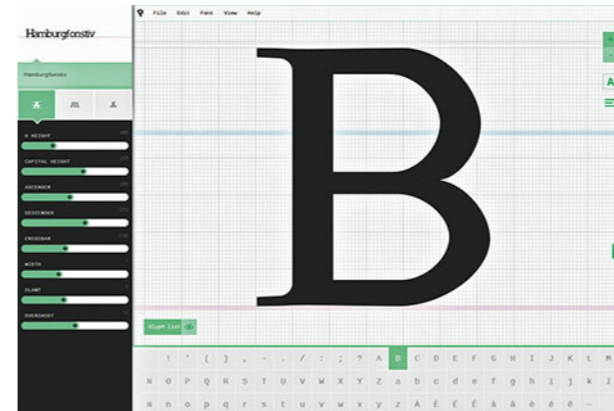 File Edit Font View Help
Hamburgfonstiv
Hamburgfonstiv
X HEIGHT
CAPITAL HEIGHT
ASCENDER
DESCENDER
CROSSBAR
WIDTH
SLANT
OVERSHOOT
B
A
Glyph list
! ' ( ) , - . / : ; ? A B C D E F G H I J K L M
N O P Q R S T U V W X Y Z a b c d e f g h i j k l
m n o p q r s t u v w x y z À É È Ê à é è ê —